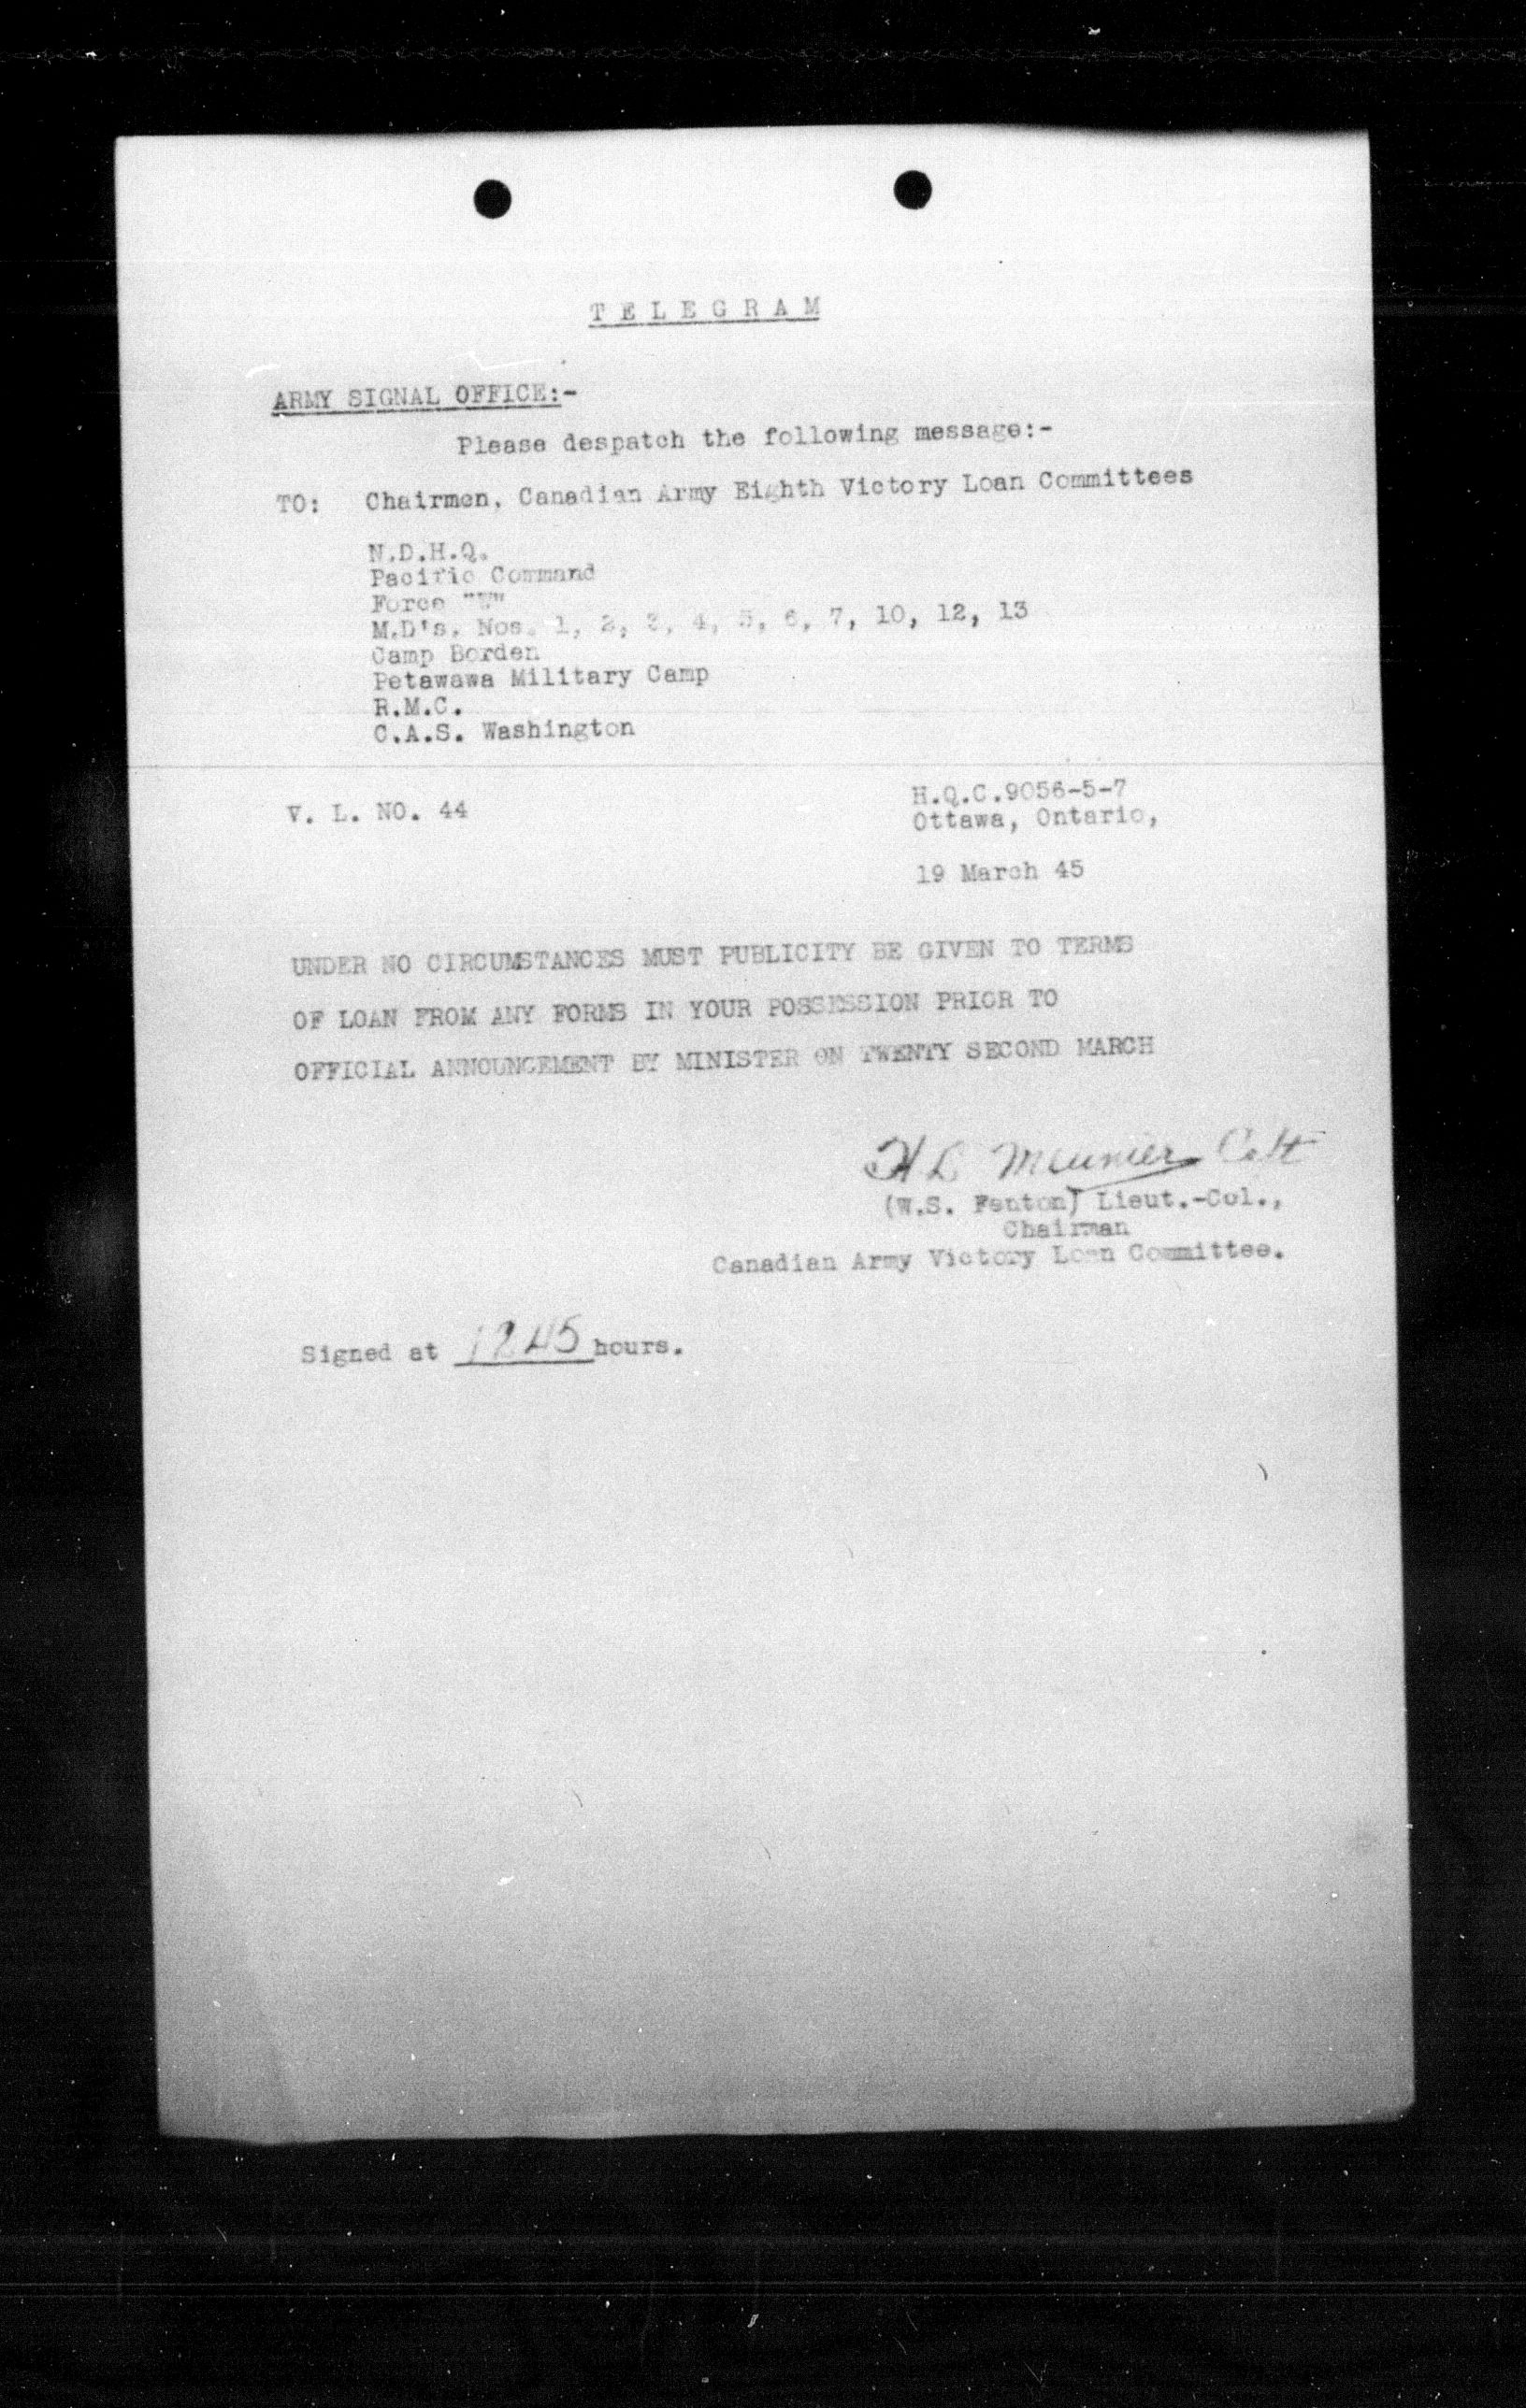 T E L E G R A M
ARMY SIGNAL OFFICE:-
Please despatch the following message:-
TO: Chairmen, Canadian Army Eighth Victory Loan Committees
N.D.H.Q.
Pacific Command
Force "W"
M.D's. Nos. 1, 2, 3, 4, 5, 6, 7, 10, 12, 13
Camp Borden
Petawawa Military Camp
R.M.C.
C.A.S. Washington
V. L. NO. 44
H.Q.C.9056-5-7
Ottawa, Ontario,
19 March 45
UNDER NO CIRCUMSTANCES MUST PUBLICITY BE GIVEN TO TERMS
OF LOAN FROM ANY FORMS IN YOUR POSSESSION PRIOR TO
OFFICIAL ANNOUNCEMENT BY MINISTER ON TWENTY SECOND MARCH
H L Meunier
(W.S. Fenton) Lieut.-Col.,
Chairman
Canadian Army Victory Loan Committee.
Signed at 1245 hours.